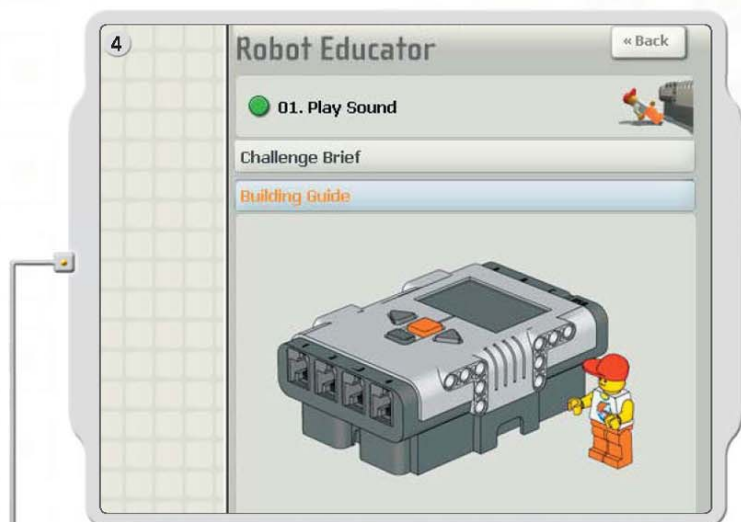 4
Robot Educator
« Back
01. Play Sound
Challenge Brief
Building Guide